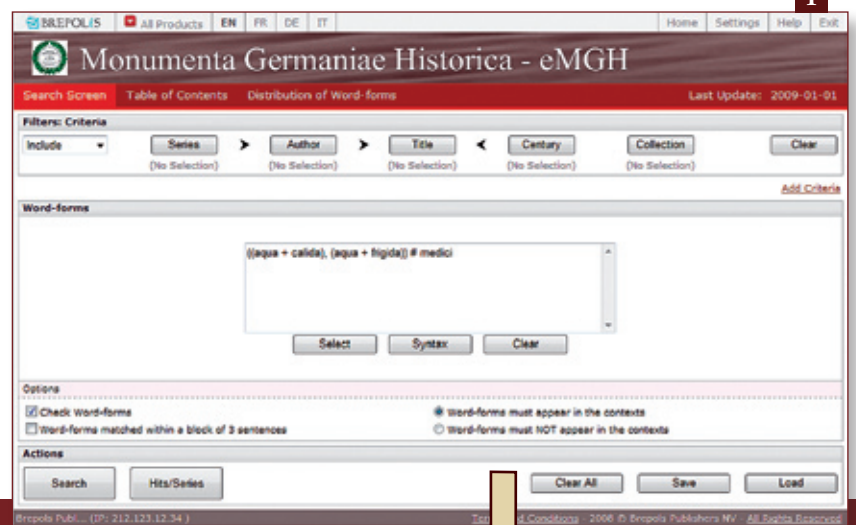 1
BREPOLiS All Products EN FR DE IT Home Settings Help Exit
Monumenta Germaniae Historica - eMGH
Search Screen Table of Contents Distribution of Word-forms Last Update: 2009-01-01
Filters: Criteria
Include Series > Author > Title < Century Collection Clear
(No Selection) (No Selection) (No Selection) (No Selection) (No Selection)
Add Criteria
Word-forms
((aqua + calida), (aqua + frigida)) # medici
Select Syntax Clear
Options
Check Word-forms Word-forms must appear in the contexts
Word-forms matched within a block of 3 sentences Word-forms must NOT appear in the contexts
Actions
Search Hits/Series Clear All Save Load
Brepols Publ... (IP: 212.123.12.34 ) Conditions - 2008 © Brepols Publishers NV - All Rights Reserved